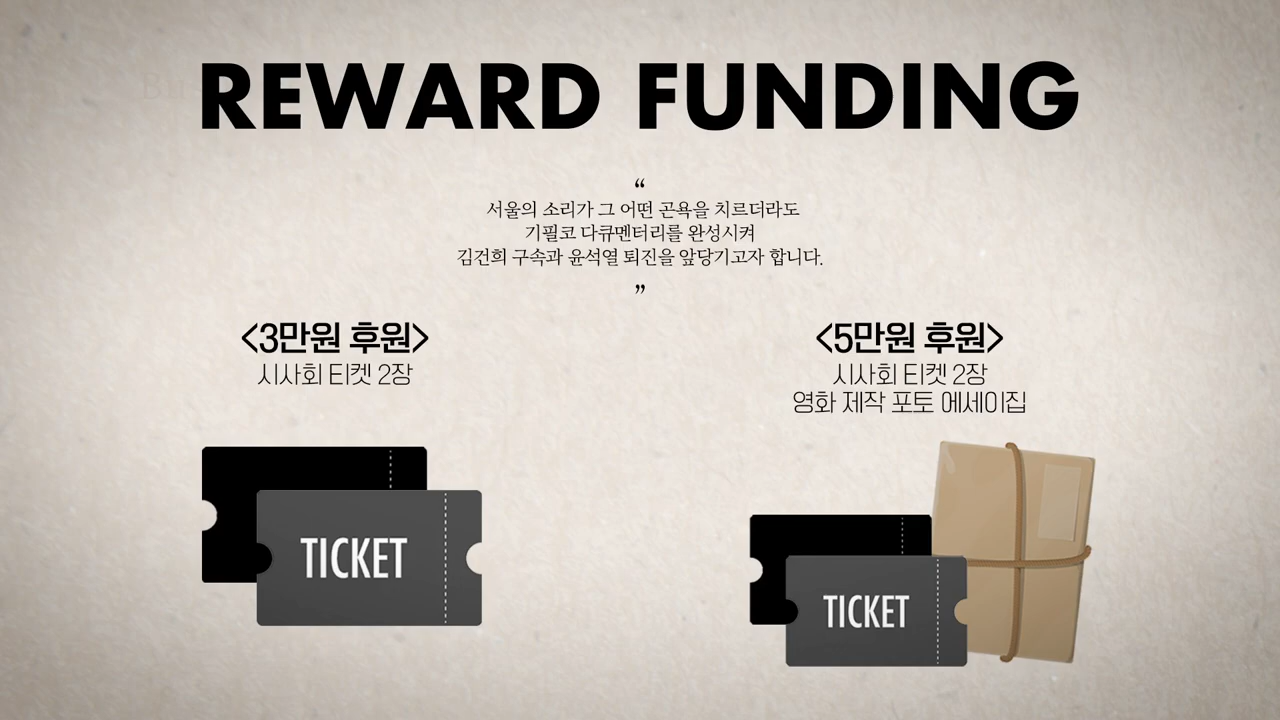 REWARD FUNDING
“
서울의 소리가 그 어떤 곤욕을 치르더라도
기필코 다큐멘터리를 완성시켜
김건희 구속과 윤석열 퇴진을 앞당기고자 합니다.
”
<3만원 후원>
시사회 티켓 2장
<5만원 후원>
시사회 티켓 2장
영화 제작 포토 에세이집
TICKET
TICKET